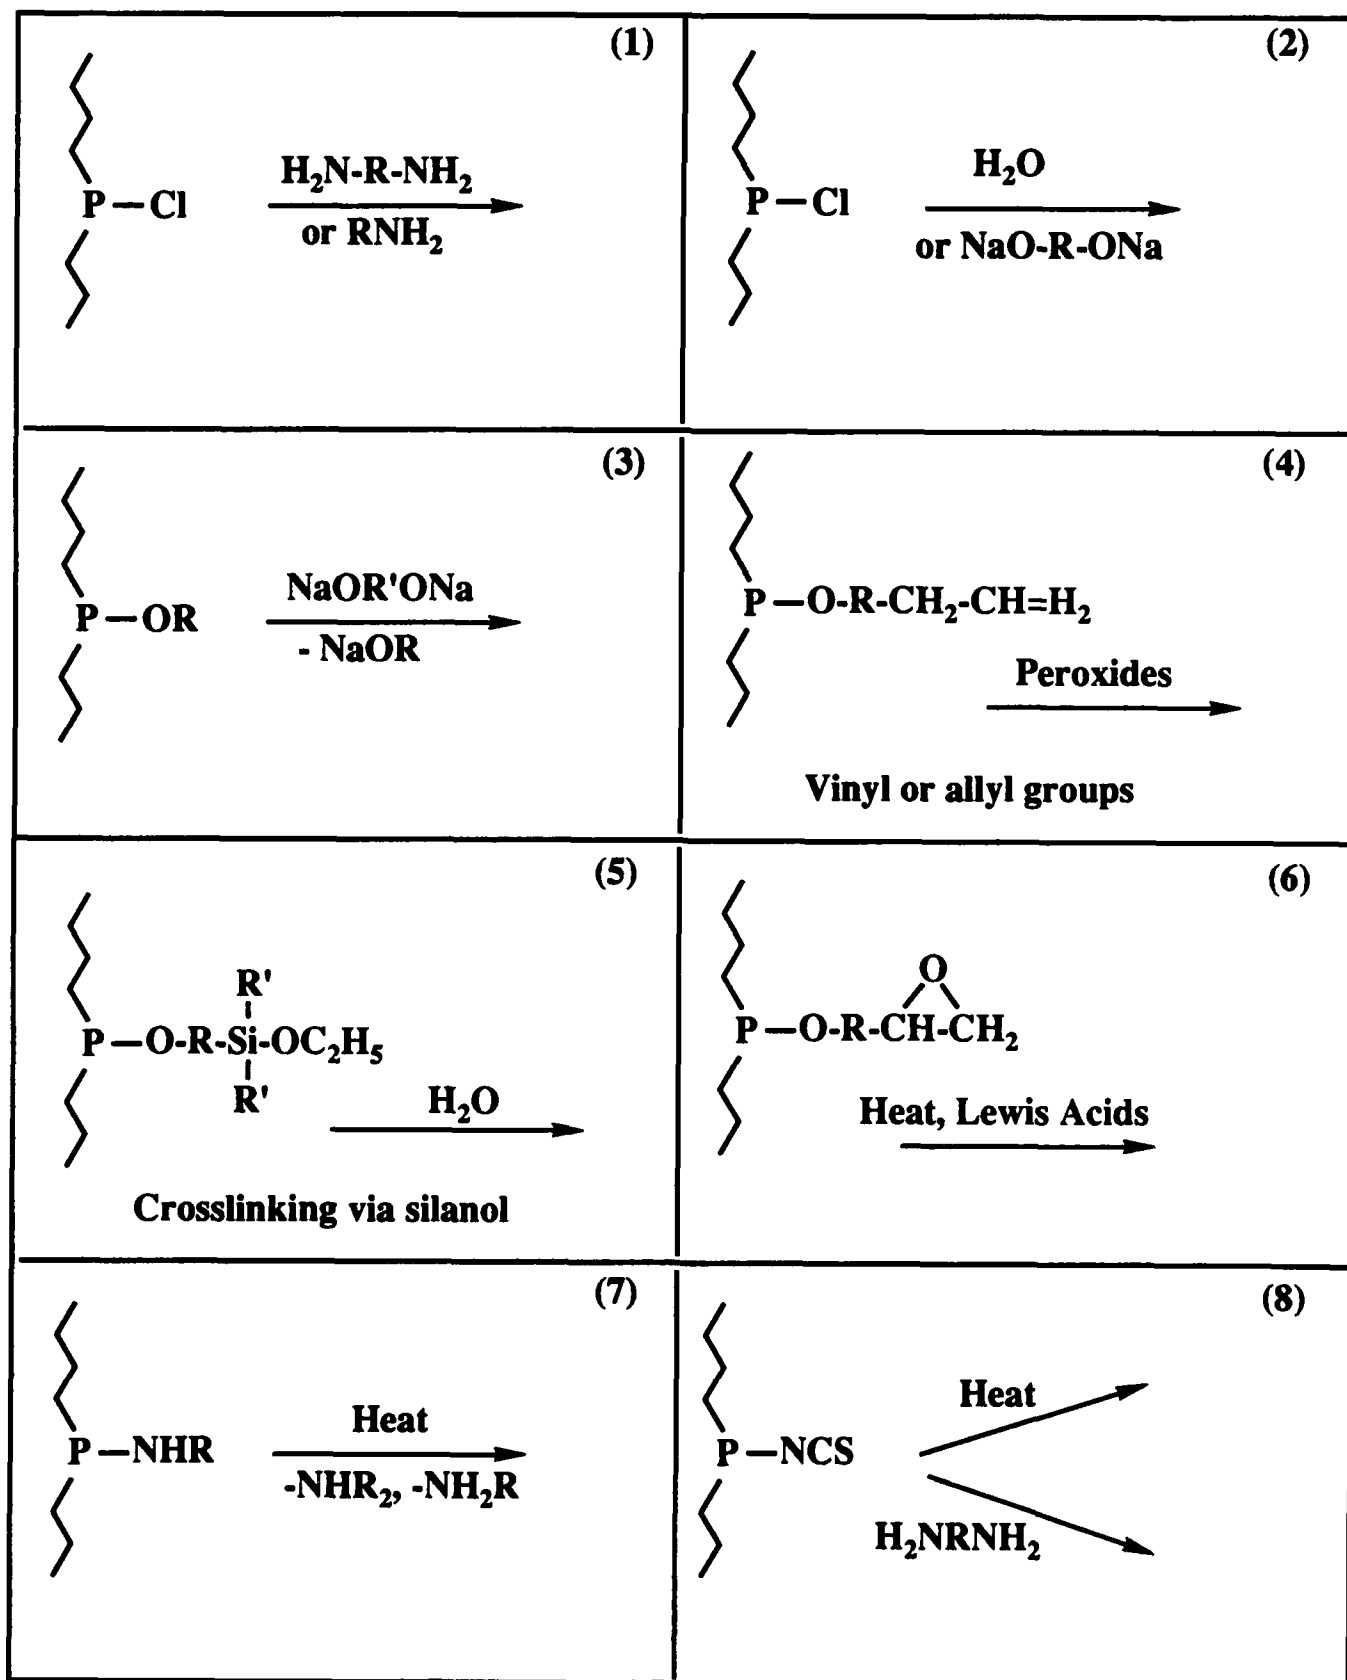 (1)
P—Cl
H₂N-R-NH₂
or RNH₂
(2)
P—Cl
H₂O
or NaO-R-ONa
(3)
P—OR
NaOR'ONa
- NaOR
(4)
P—O-R-CH₂-CH=H₂
Peroxides
Vinyl or allyl groups
(5)
R'
P—O-R-Si-OC₂H₅
R'
H₂O
Crosslinking via silanol
(6)
O
P—O-R-CH-CH₂
Heat, Lewis Acids
(7)
P—NHR
Heat
-NHR₂, -NH₂R
(8)
P—NCS
Heat
H₂NRNH₂